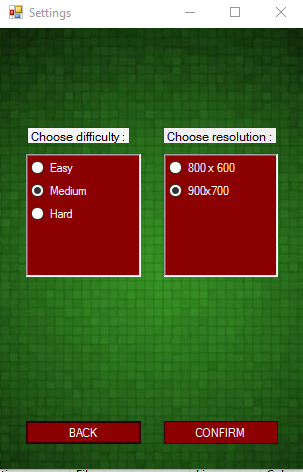 Settings
Choose difficulty :
Choose resolution :
Easy
Medium
Hard
800 x 600
900x700
BACK
CONFIRM